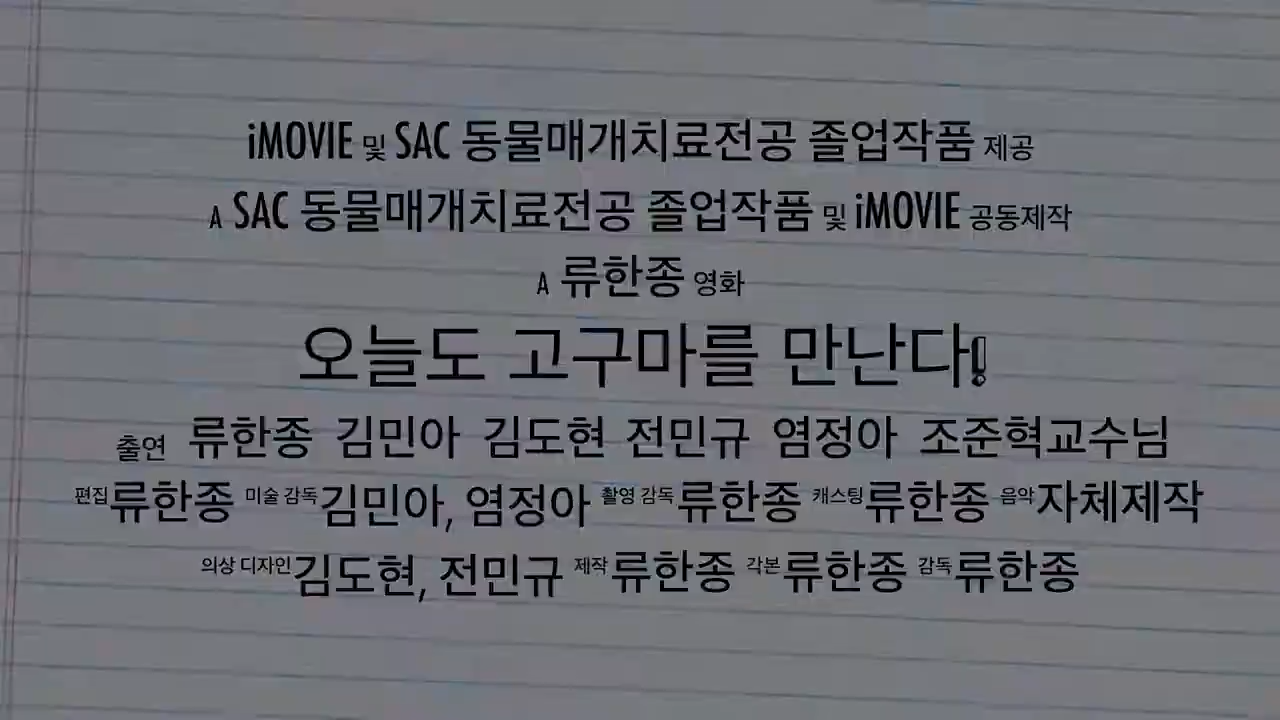 iMOVIE 및 SAC 동물매개치료전공 졸업작품 제공
A SAC 동물매개치료전공 졸업작품 및 iMOVIE 공동제작
A 류한종 영화
오늘도 고구마를 만난다!
출연 류한종 김민아 김도현 전민규 염정아 조준혁교수님
편집 류한종 미술 감독 김민아, 염정아 촬영 감독 류한종 캐스팅 류한종 음악 자체제작
의상 디자인 김도현, 전민규 제작 류한종 각본 류한종 감독 류한종